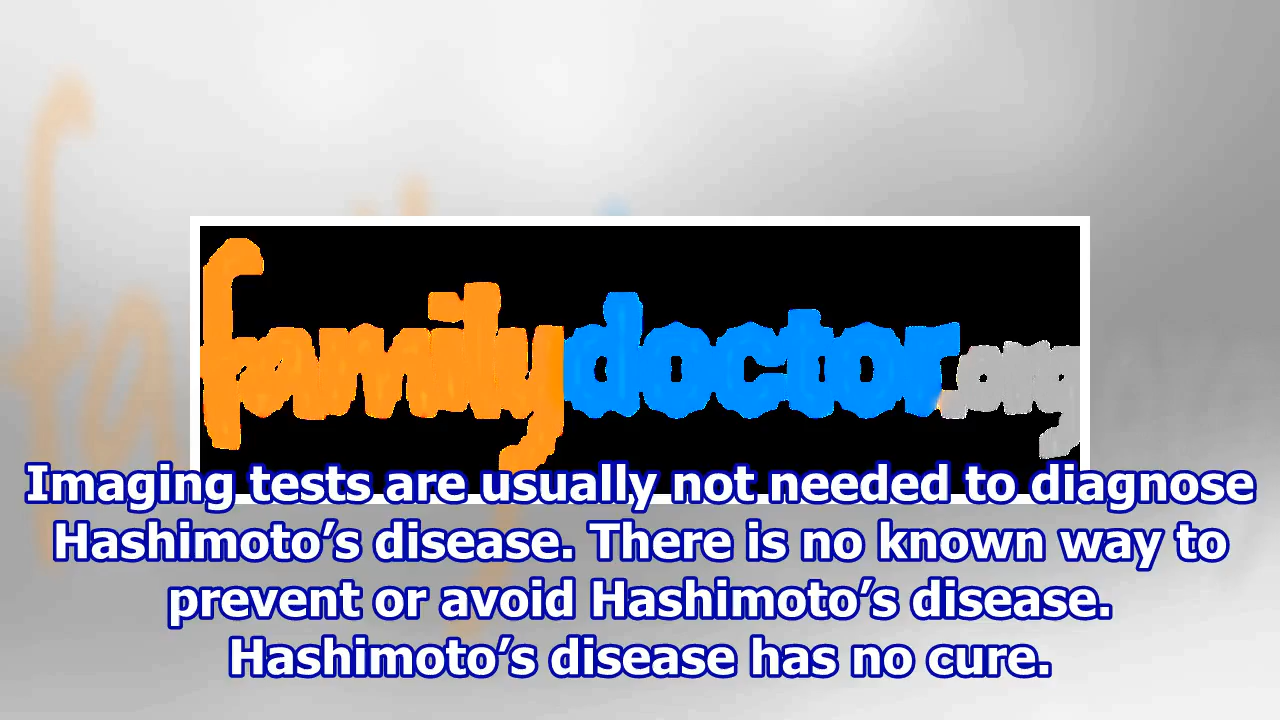 familydoctor.org
Imaging tests are usually not needed to diagnose
Hashimoto’s disease. There is no known way to
prevent or avoid Hashimoto’s disease.
Hashimoto’s disease has no cure.